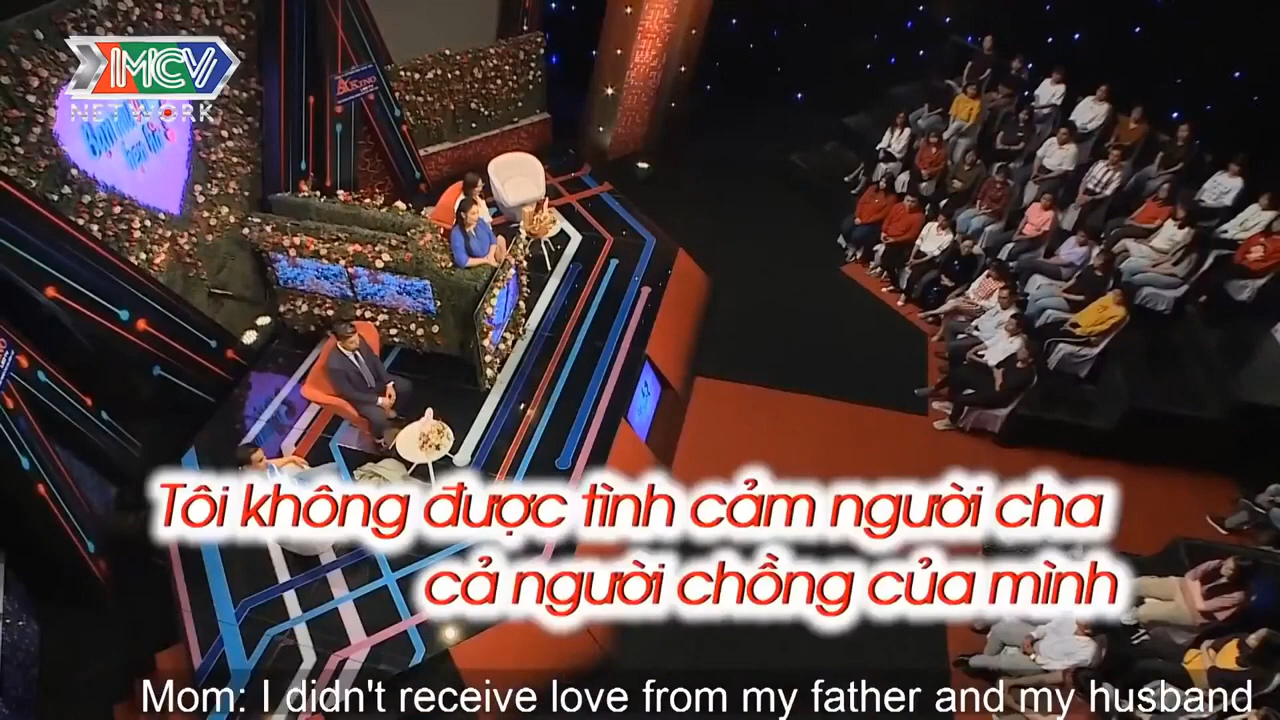 MCV
NETWORK
KENO
Tôi không được tình cảm người cha
cả người chồng của mình
Mom: I didn't receive love from my father and my husband